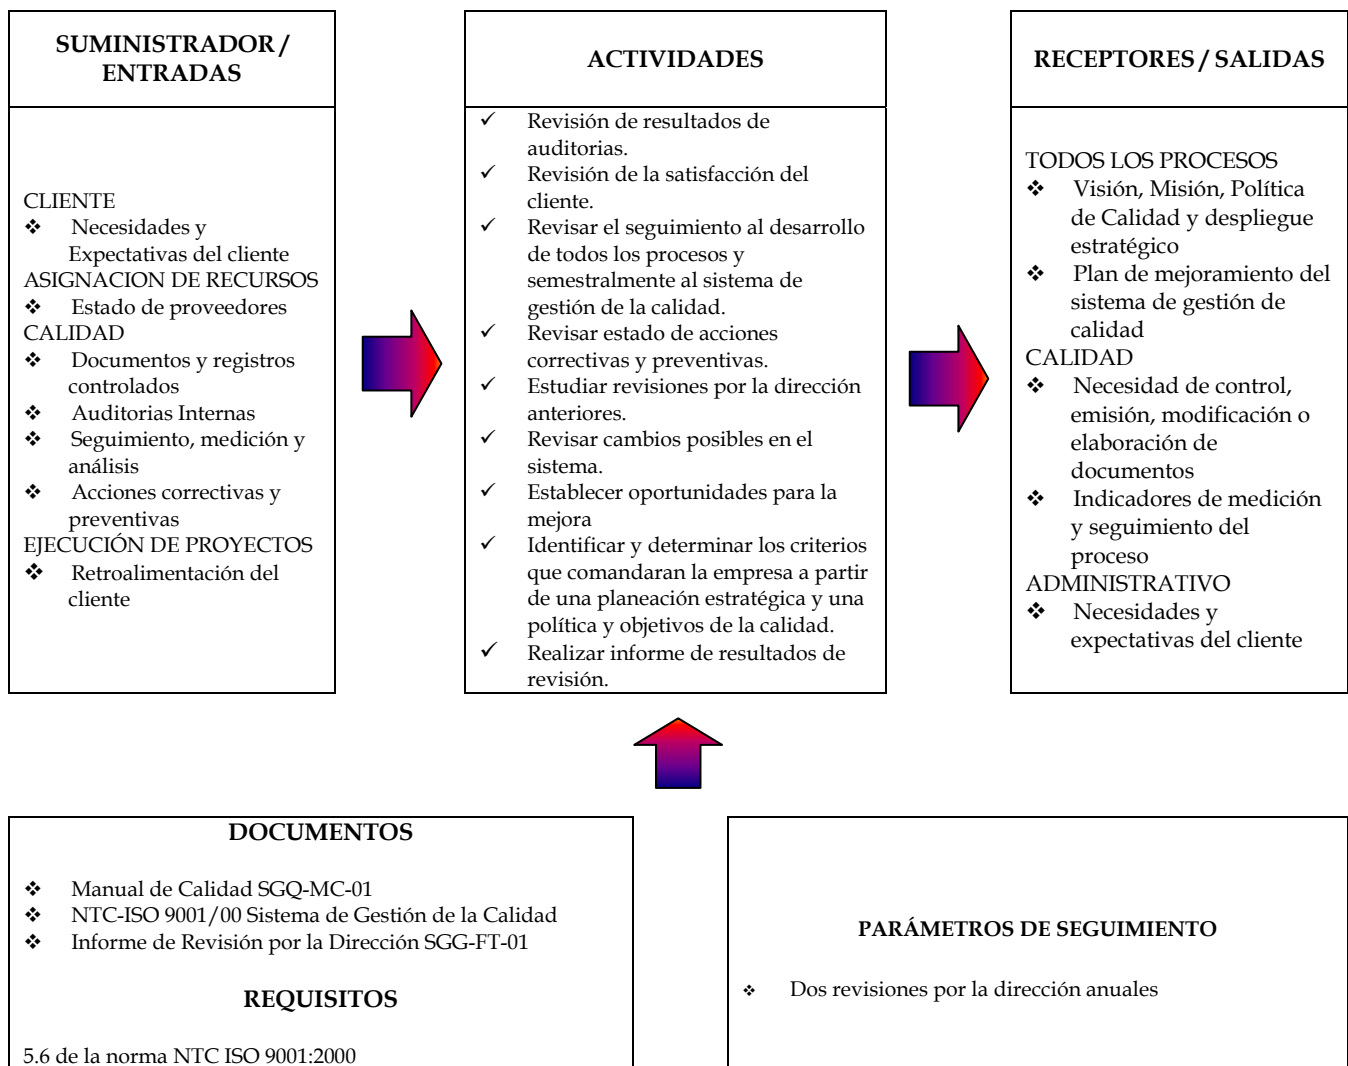 SUMINISTRADOR /
ENTRADAS
CLIENTE
❖ Necesidades y
Expectativas del cliente
ASIGNACION DE RECURSOS
❖ Estado de proveedores
CALIDAD
❖ Documentos y registros
controlados
❖ Auditorias Internas
❖ Seguimiento, medición y
análisis
❖ Acciones correctivas y
preventivas
EJECUCIÓN DE PROYECTOS
❖ Retroalimentación del
cliente
ACTIVIDADES
✓ Revisión de resultados de
auditorias.
✓ Revisión de la satisfacción del
cliente.
✓ Revisar el seguimiento al desarrollo
de todos los procesos y
semestralmente al sistema de
gestión de la calidad.
✓ Revisar estado de acciones
correctivas y preventivas.
✓ Estudiar revisiones por la dirección
anteriores.
✓ Revisar cambios posibles en el
sistema.
✓ Establecer oportunidades para la
mejora
✓ Identificar y determinar los criterios
que comandaran la empresa a partir
de una planeación estratégica y una
política y objetivos de la calidad.
✓ Realizar informe de resultados de
revisión.
RECEPTORES / SALIDAS
TODOS LOS PROCESOS
❖ Visión, Misión, Política
de Calidad y despliegue
estratégico
❖ Plan de mejoramiento del
sistema de gestión de
calidad
CALIDAD
❖ Necesidad de control,
emisión, modificación o
elaboración de
documentos
❖ Indicadores de medición
y seguimiento del
proceso
ADMINISTRATIVO
❖ Necesidades y
expectativas del cliente
DOCUMENTOS
❖ Manual de Calidad SGQ-MC-01
❖ NTC-ISO 9001/00 Sistema de Gestión de la Calidad
❖ Informe de Revisión por la Dirección SGG-FT-01
REQUISITOS
5.6 de la norma NTC ISO 9001:2000
PARÁMETROS DE SEGUIMIENTO
❖ Dos revisiones por la dirección anuales